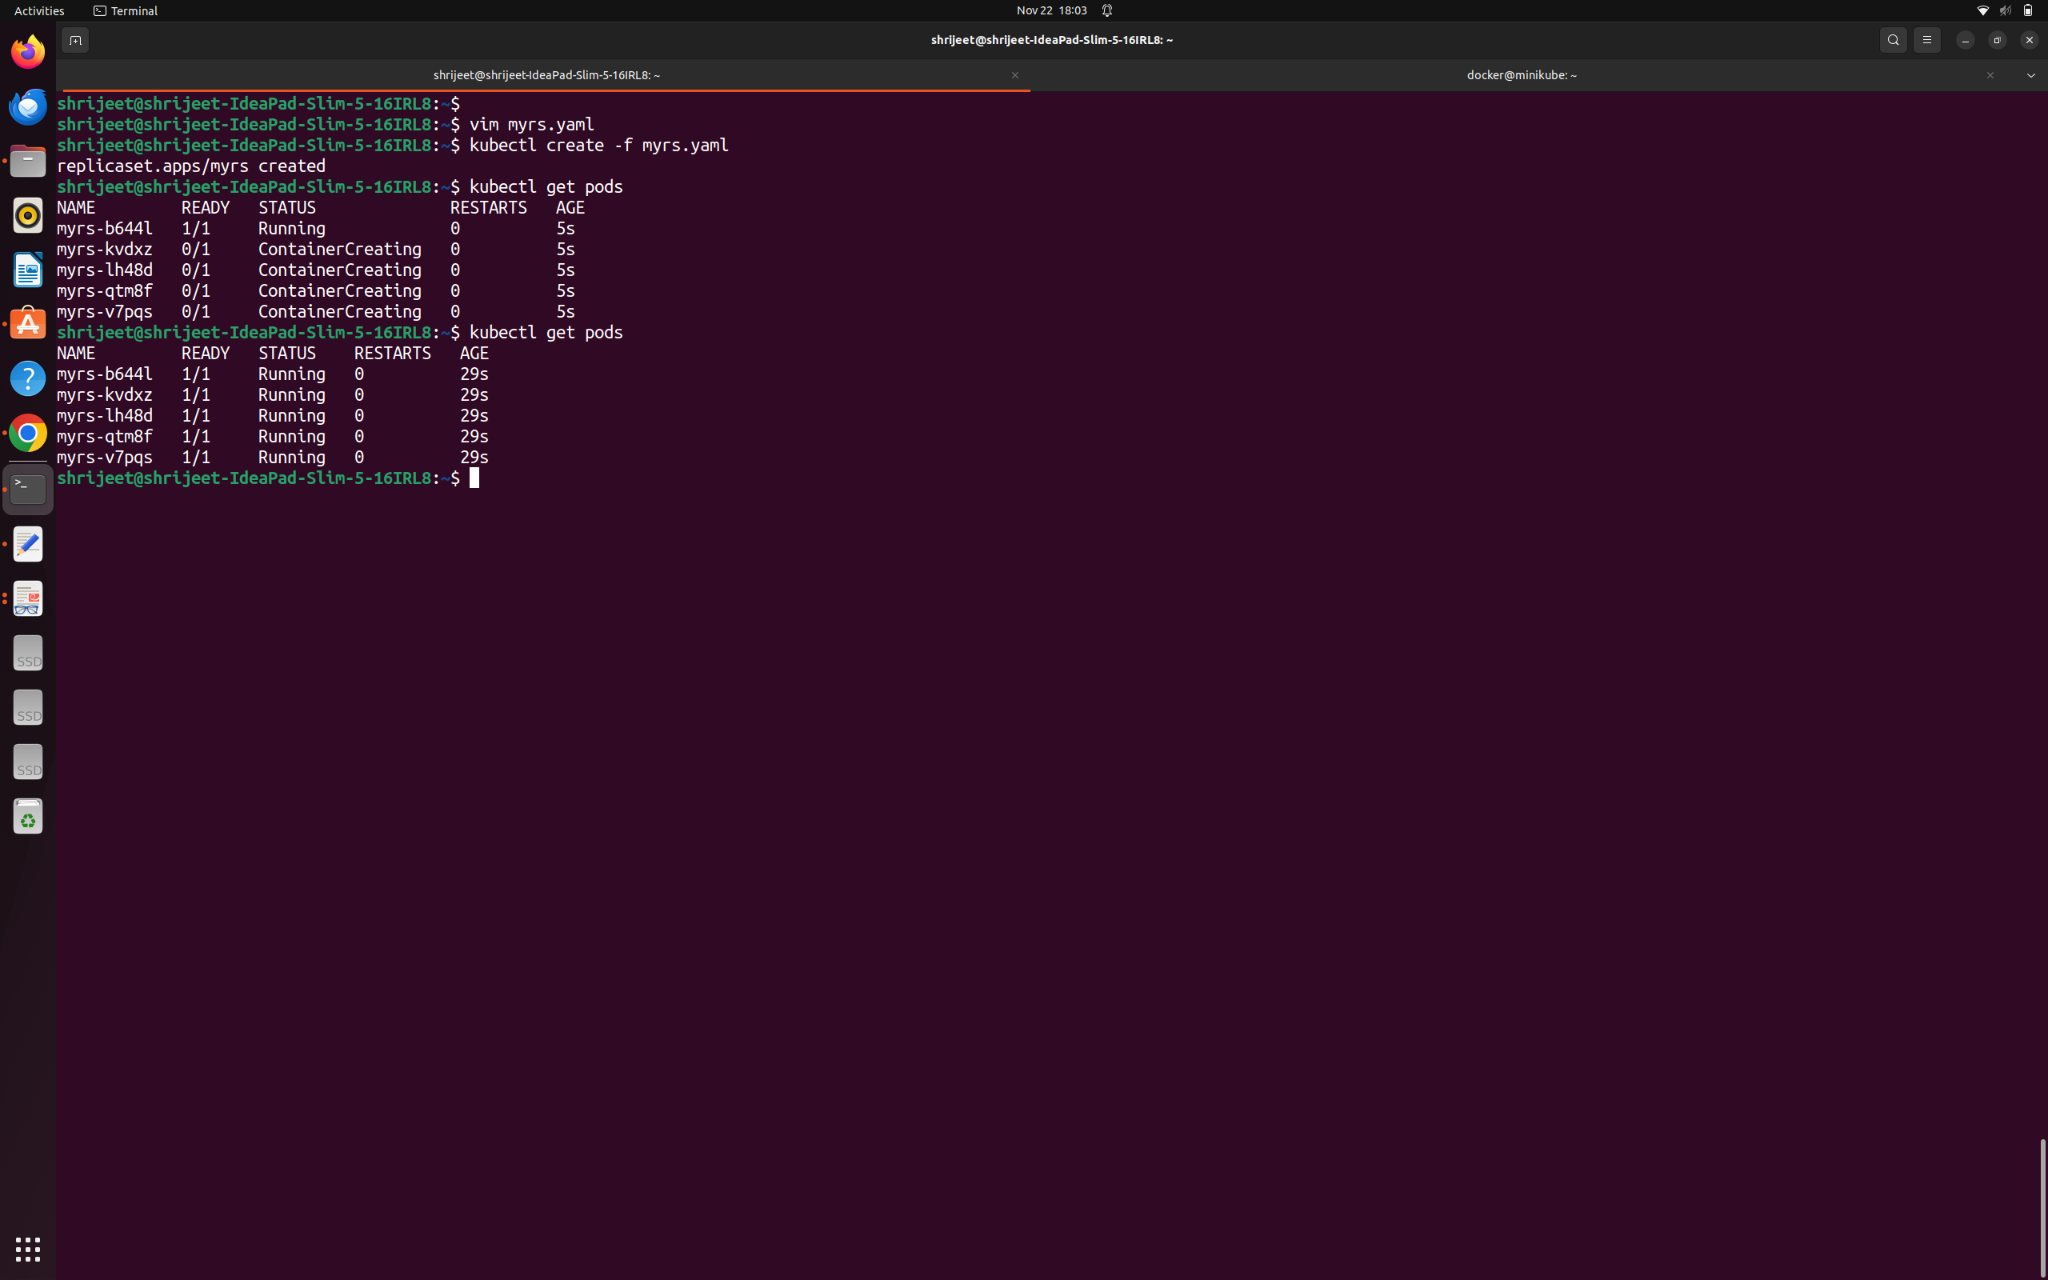 Activities
Terminal
Nov 22 18:03
shrijeet@shrijeet-IdeaPad-Slim-5-16IRL8: ~
shrijeet@shrijeet-IdeaPad-Slim-5-16IRL8: ~
docker@minikube: ~
shrijeet@shrijeet-IdeaPad-Slim-5-16IRL8:~$
shrijeet@shrijeet-IdeaPad-Slim-5-16IRL8:~$ vim myrs.yaml
shrijeet@shrijeet-IdeaPad-Slim-5-16IRL8:~$ kubectl create -f myrs.yaml
replicaset.apps/myrs created
shrijeet@shrijeet-IdeaPad-Slim-5-16IRL8:~$ kubectl get pods
NAME         READY   STATUS              RESTARTS   AGE
myrs-b644l   1/1     Running             0          5s
myrs-kvdxz   0/1     ContainerCreating   0          5s
myrs-lh48d   0/1     ContainerCreating   0          5s
myrs-qtm8f   0/1     ContainerCreating   0          5s
myrs-v7pqs   0/1     ContainerCreating   0          5s
shrijeet@shrijeet-IdeaPad-Slim-5-16IRL8:~$ kubectl get pods
NAME         READY   STATUS    RESTARTS   AGE
myrs-b644l   1/1     Running   0          29s
myrs-kvdxz   1/1     Running   0          29s
myrs-lh48d   1/1     Running   0          29s
myrs-qtm8f   1/1     Running   0          29s
myrs-v7pqs   1/1     Running   0          29s
shrijeet@shrijeet-IdeaPad-Slim-5-16IRL8:~$
SSD
SSD
SSD